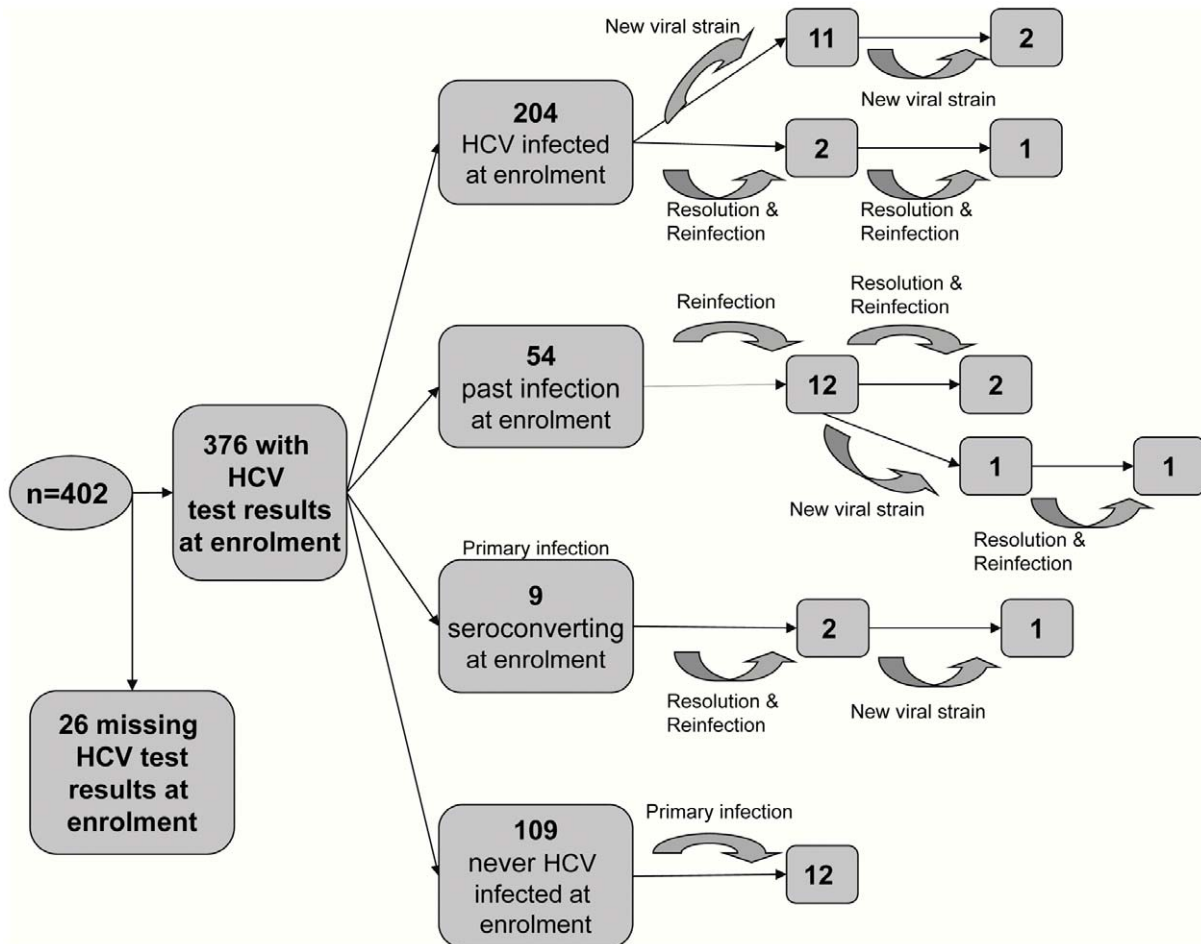 n=402
376 with
HCV
test results
at enrolment
26 missing
HCV test
results at
enrolment
204
HCV infected
at enrolment
New viral strain
11
New viral strain
2
Resolution &
Reinfection
2
Resolution &
Reinfection
1
54
past infection
at enrolment
Reinfection
12
Resolution &
Reinfection
2
New viral strain
1
Resolution &
Reinfection
1
Primary infection
9
seroconverting
at enrolment
Resolution &
Reinfection
2
New viral strain
1
109
never HCV
infected at
enrolment
Primary infection
12